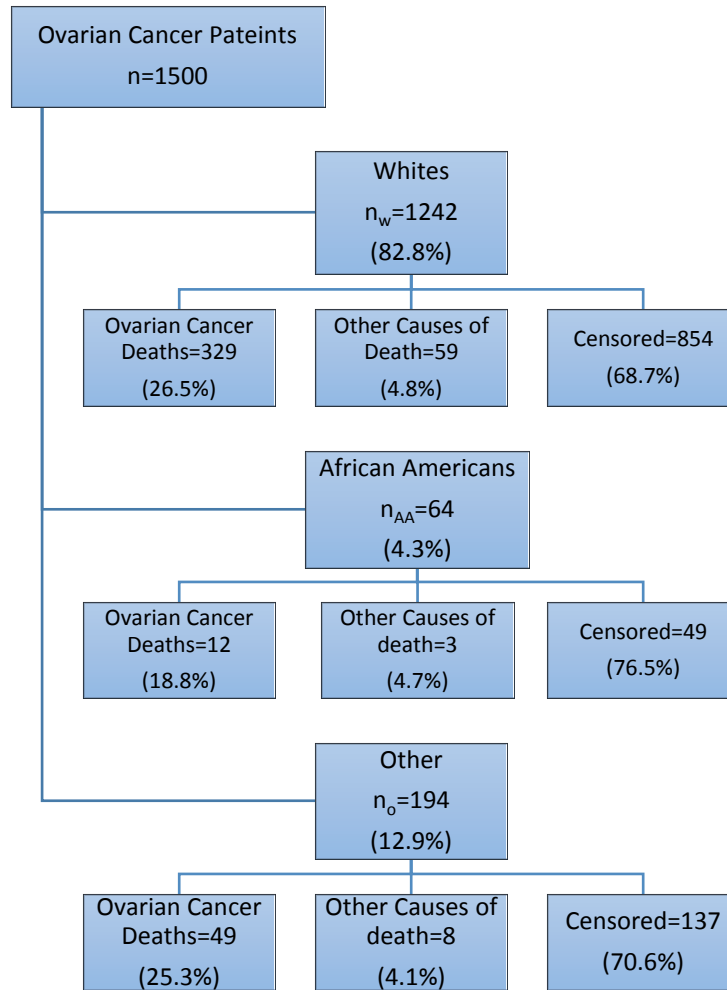 Ovarian Cancer Pateints
n=1500
Whites
n_w=1242
(82.8%)
Ovarian Cancer
Deaths=329
(26.5%)
Other Causes of
Death=59
(4.8%)
Censored=854
(68.7%)
African Americans
n_AA=64
(4.3%)
Ovarian Cancer
Deaths=12
(18.8%)
Other Causes of
death=3
(4.7%)
Censored=49
(76.5%)
Other
n_o=194
(12.9%)
Ovarian Cancer
Deaths=49
(25.3%)
Other Causes of
death=8
(4.1%)
Censored=137
(70.6%)